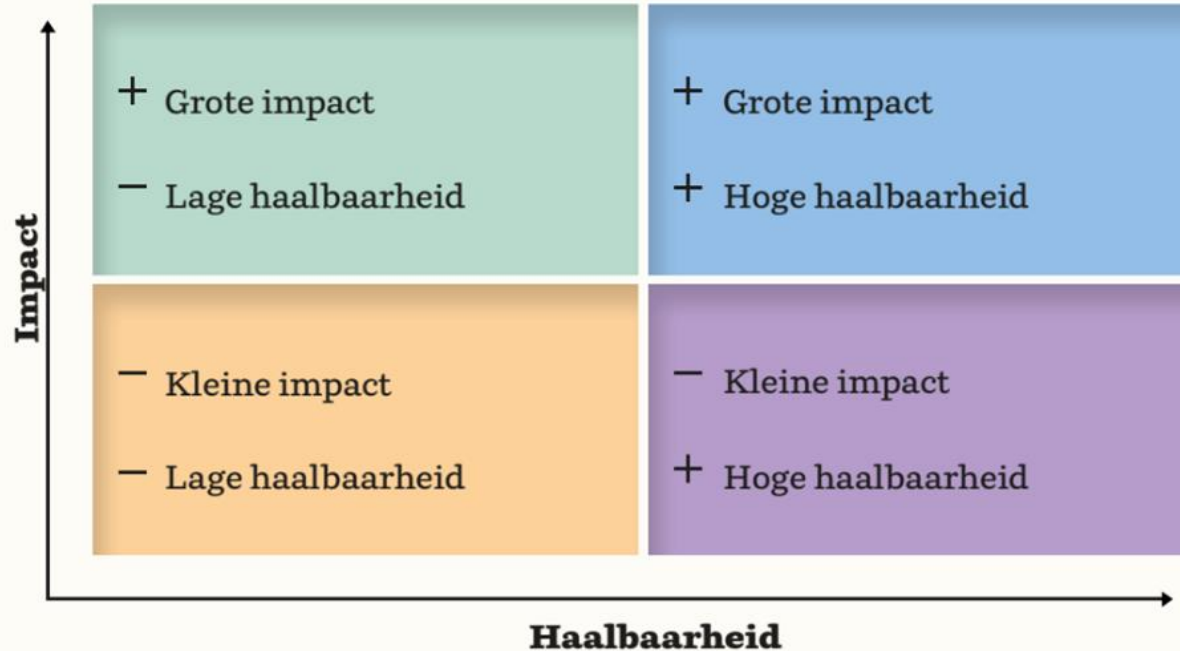 Impact
+ Grote impact
− Lage haalbaarheid
+ Grote impact
+ Hoge haalbaarheid
− Kleine impact
− Lage haalbaarheid
− Kleine impact
+ Hoge haalbaarheid
Haalbaarheid